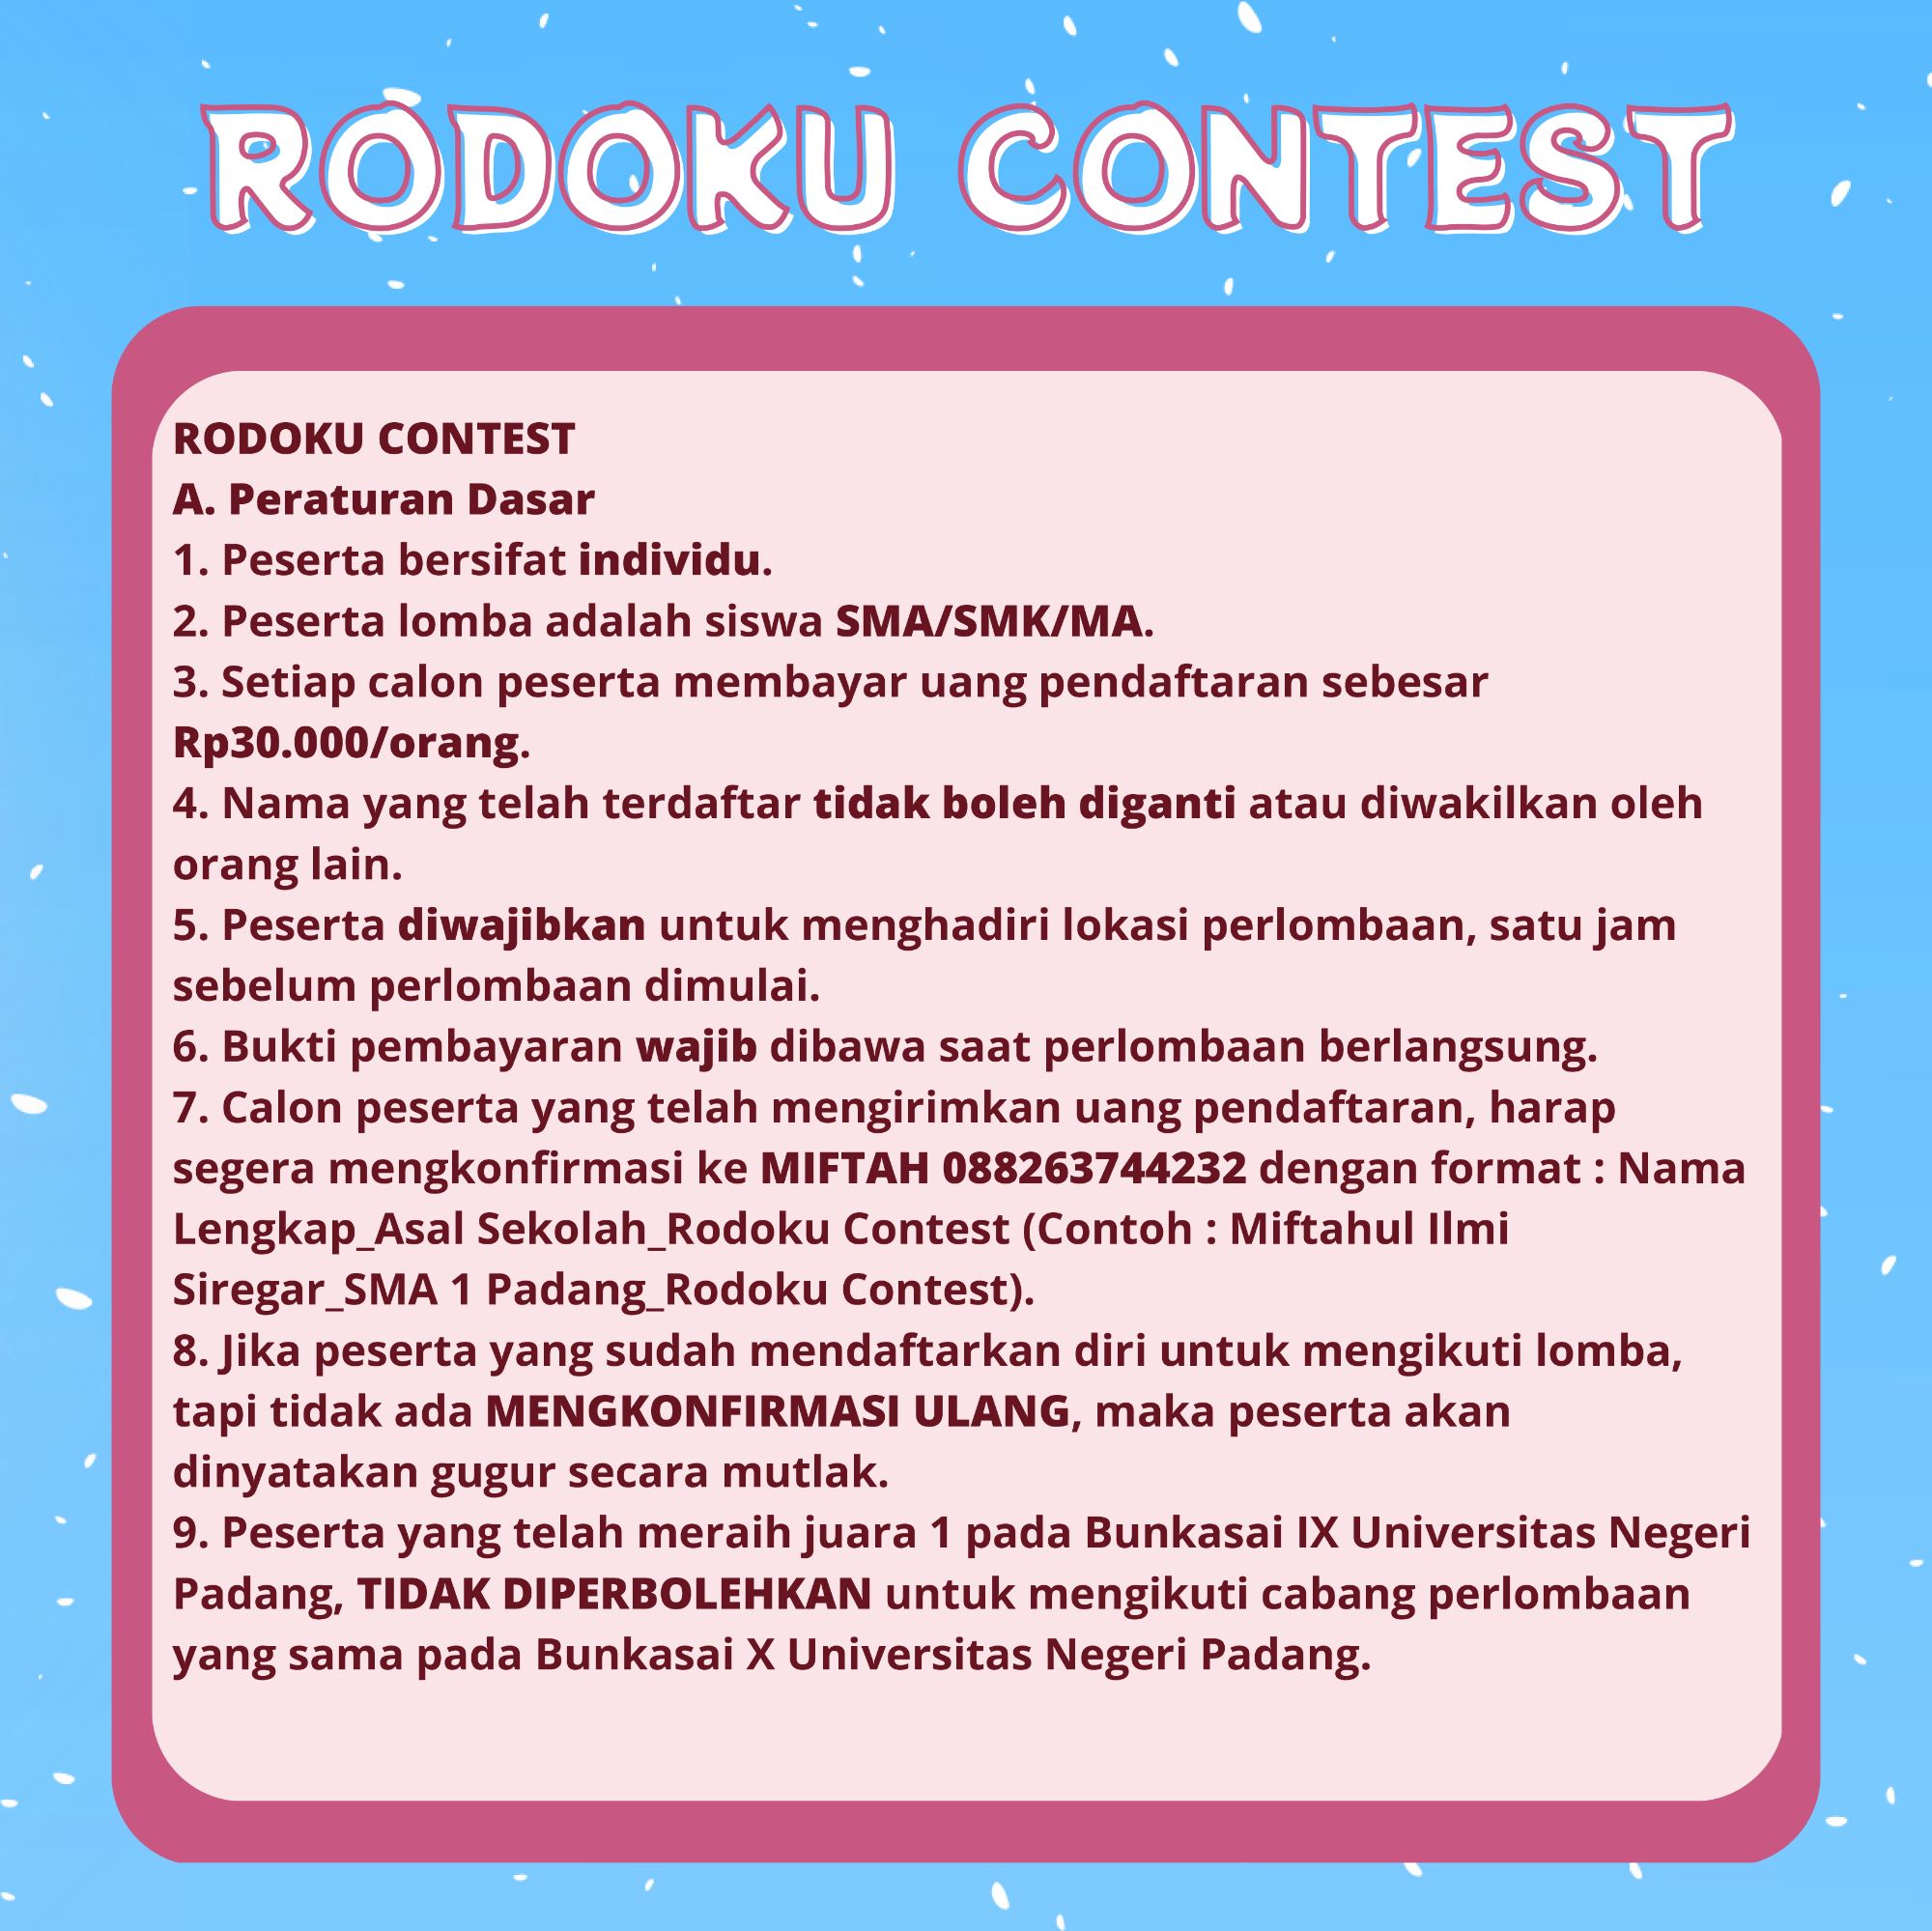 RODOKU CONTEST
RODOKU CONTEST
A. Peraturan Dasar
1. Peserta bersifat individu.
2. Peserta lomba adalah siswa SMA/SMK/MA.
3. Setiap calon peserta membayar uang pendaftaran sebesar
Rp30.000/orang.
4. Nama yang telah terdaftar tidak boleh diganti atau diwakilkan oleh
orang lain.
5. Peserta diwajibkan untuk menghadiri lokasi perlombaan, satu jam
sebelum perlombaan dimulai.
6. Bukti pembayaran wajib dibawa saat perlombaan berlangsung.
7. Calon peserta yang telah mengirimkan uang pendaftaran, harap
segera mengkonfirmasi ke MIFTAH 088263744232 dengan format : Nama
Lengkap_Asal Sekolah_Rodoku Contest (Contoh : Miftahul Ilmi
Siregar_SMA 1 Padang_Rodoku Contest).
8. Jika peserta yang sudah mendaftarkan diri untuk mengikuti lomba,
tapi tidak ada MENGKONFIRMASI ULANG, maka peserta akan
dinyatakan gugur secara mutlak.
9. Peserta yang telah meraih juara 1 pada Bunkasai IX Universitas Negeri
Padang, TIDAK DIPERBOLEHKAN untuk mengikuti cabang perlombaan
yang sama pada Bunkasai X Universitas Negeri Padang.